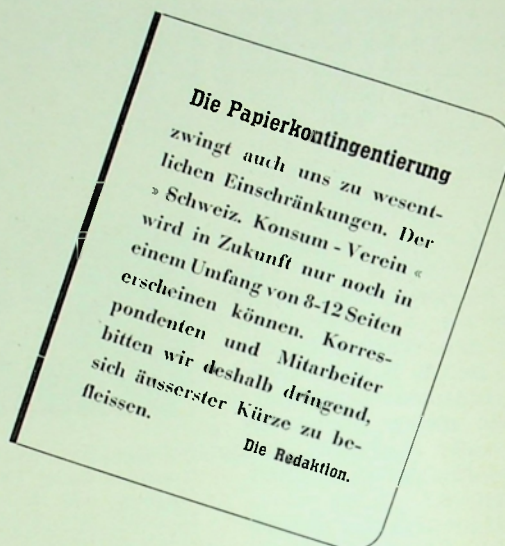 Die Papierkontingentierung
zwingt auch uns zu wesent-
lichen Einschränkungen. Der
» Schweiz. Konsum - Verein «
wird in Zukunft nur noch in
einem Umfang von 8-12 Seiten
erscheinen können. Korres-
pondenten und Mitarbeiter
bitten wir deshalb dringend,
sich äusserster Kürze zu be-
fleissen.
Die Redaktion.